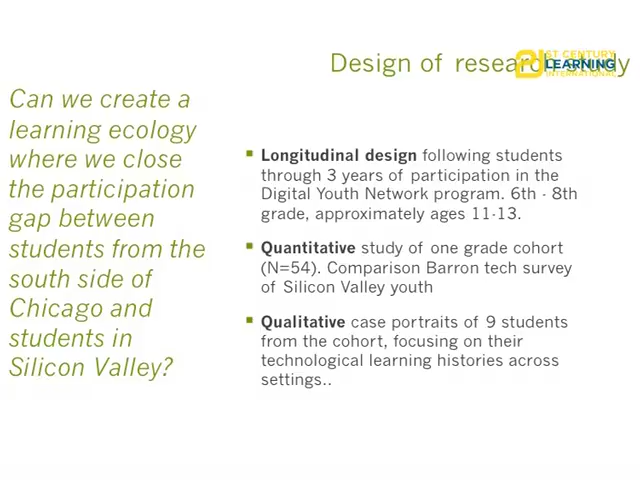 Design of research study
21
ST CENTURY
LEARNING
INTERNATIONAL
Can we create a
learning ecology
where we close
the participation
gap between
students from the
south side of
Chicago and
students in
Silicon Valley?
▪ Longitudinal design following students
through 3 years of participation in the
Digital Youth Network program. 6th - 8th
grade, approximately ages 11-13.
▪ Quantitative study of one grade cohort
(N=54). Comparison Barron tech survey
of Silicon Valley youth
▪ Qualitative case portraits of 9 students
from the cohort, focusing on their
technological learning histories across
settings..